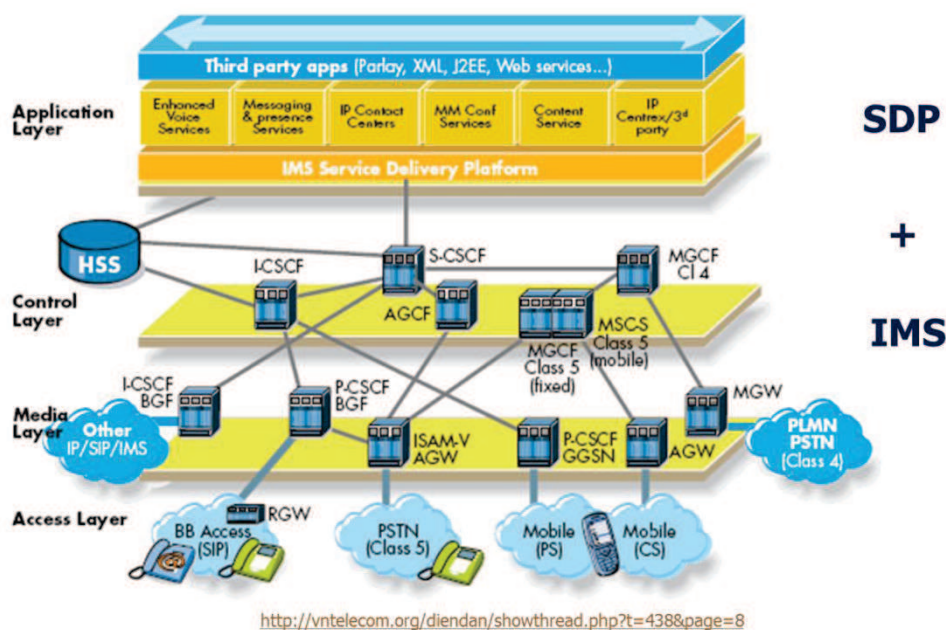 Third party apps (Parlay, XML, J2EE, Web services...)
Application
Layer
Enhanced
Voice
Services
Messaging
& presence
Services
IP Contact
Centers
MM Conf
Services
Content
Service
IP
Centrex/3ᵈ
party
SDP
IMS Service Delivery Platform
+
HSS
I-CSCF
S-CSCF
MGCF
Cl 4
Control
Layer
AGCF
MGCF
Class 5
(fixed)
MSC-S
Class 5
(mobile)
IMS
I-CSCF
BGF
P-CSCF
BGF
MGW
Media
Layer
Other
IP/SIP/IMS
ISAM-V
AGW
P-CSCF
GGSN
AGW
PLMN
PSTN
(Class 4)
Access Layer
RGW
BB Access
(SIP)
@
PSTN
(Class 5)
Mobile
(PS)
Mobile
(CS)
http://vntelecom.org/diendan/showthread.php?t=438&page=8